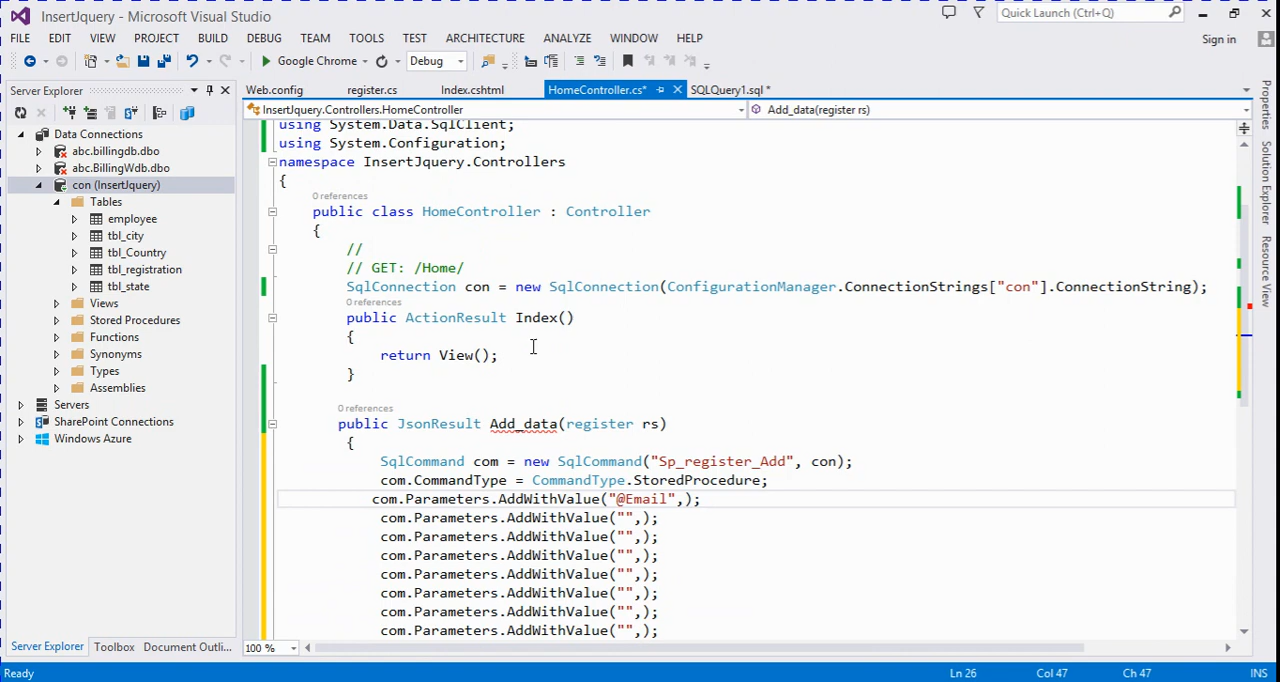 InsertJquery - Microsoft Visual Studio
Quick Launch (Ctrl+Q)
FILE EDIT VIEW PROJECT BUILD DEBUG TEAM TOOLS TEST ARCHITECTURE ANALYZE WINDOW HELP
Sign in
Google Chrome Debug
Server Explorer
Data Connections
abc.billingdb.dbo
abc.BillingWdb.dbo
con (InsertJquery)
Tables
employee
tbl_city
tbl_Country
tbl_registration
tbl_state
Views
Stored Procedures
Functions
Synonyms
Types
Assemblies
Servers
SharePoint Connections
Windows Azure
Server Explorer Toolbox Document Outli...
Web.config register.cs Index.cshtml HomeController.cs* SQLQuery1.sql *
InsertJquery.Controllers.HomeController Add_data(register rs)
using System.Data.SqlClient;
using System.Configuration;
namespace InsertJquery.Controllers
{
0 references
public class HomeController : Controller
{
//
// GET: /Home/
SqlConnection con = new SqlConnection(ConfigurationManager.ConnectionStrings["con"].ConnectionString);
0 references
public ActionResult Index()
{
return View();
}
0 references
public JsonResult Add_data(register rs)
{
SqlCommand com = new SqlCommand("Sp_register_Add", con);
com.CommandType = CommandType.StoredProcedure;
com.Parameters.AddWithValue("@Email",);
com.Parameters.AddWithValue("",);
com.Parameters.AddWithValue("",);
com.Parameters.AddWithValue("",);
com.Parameters.AddWithValue("",);
com.Parameters.AddWithValue("",);
com.Parameters.AddWithValue("",);
com.Parameters.AddWithValue("",);
100 %
Properties
Solution Explorer
Resource View
Ready Ln 26 Col 47 Ch 47 INS